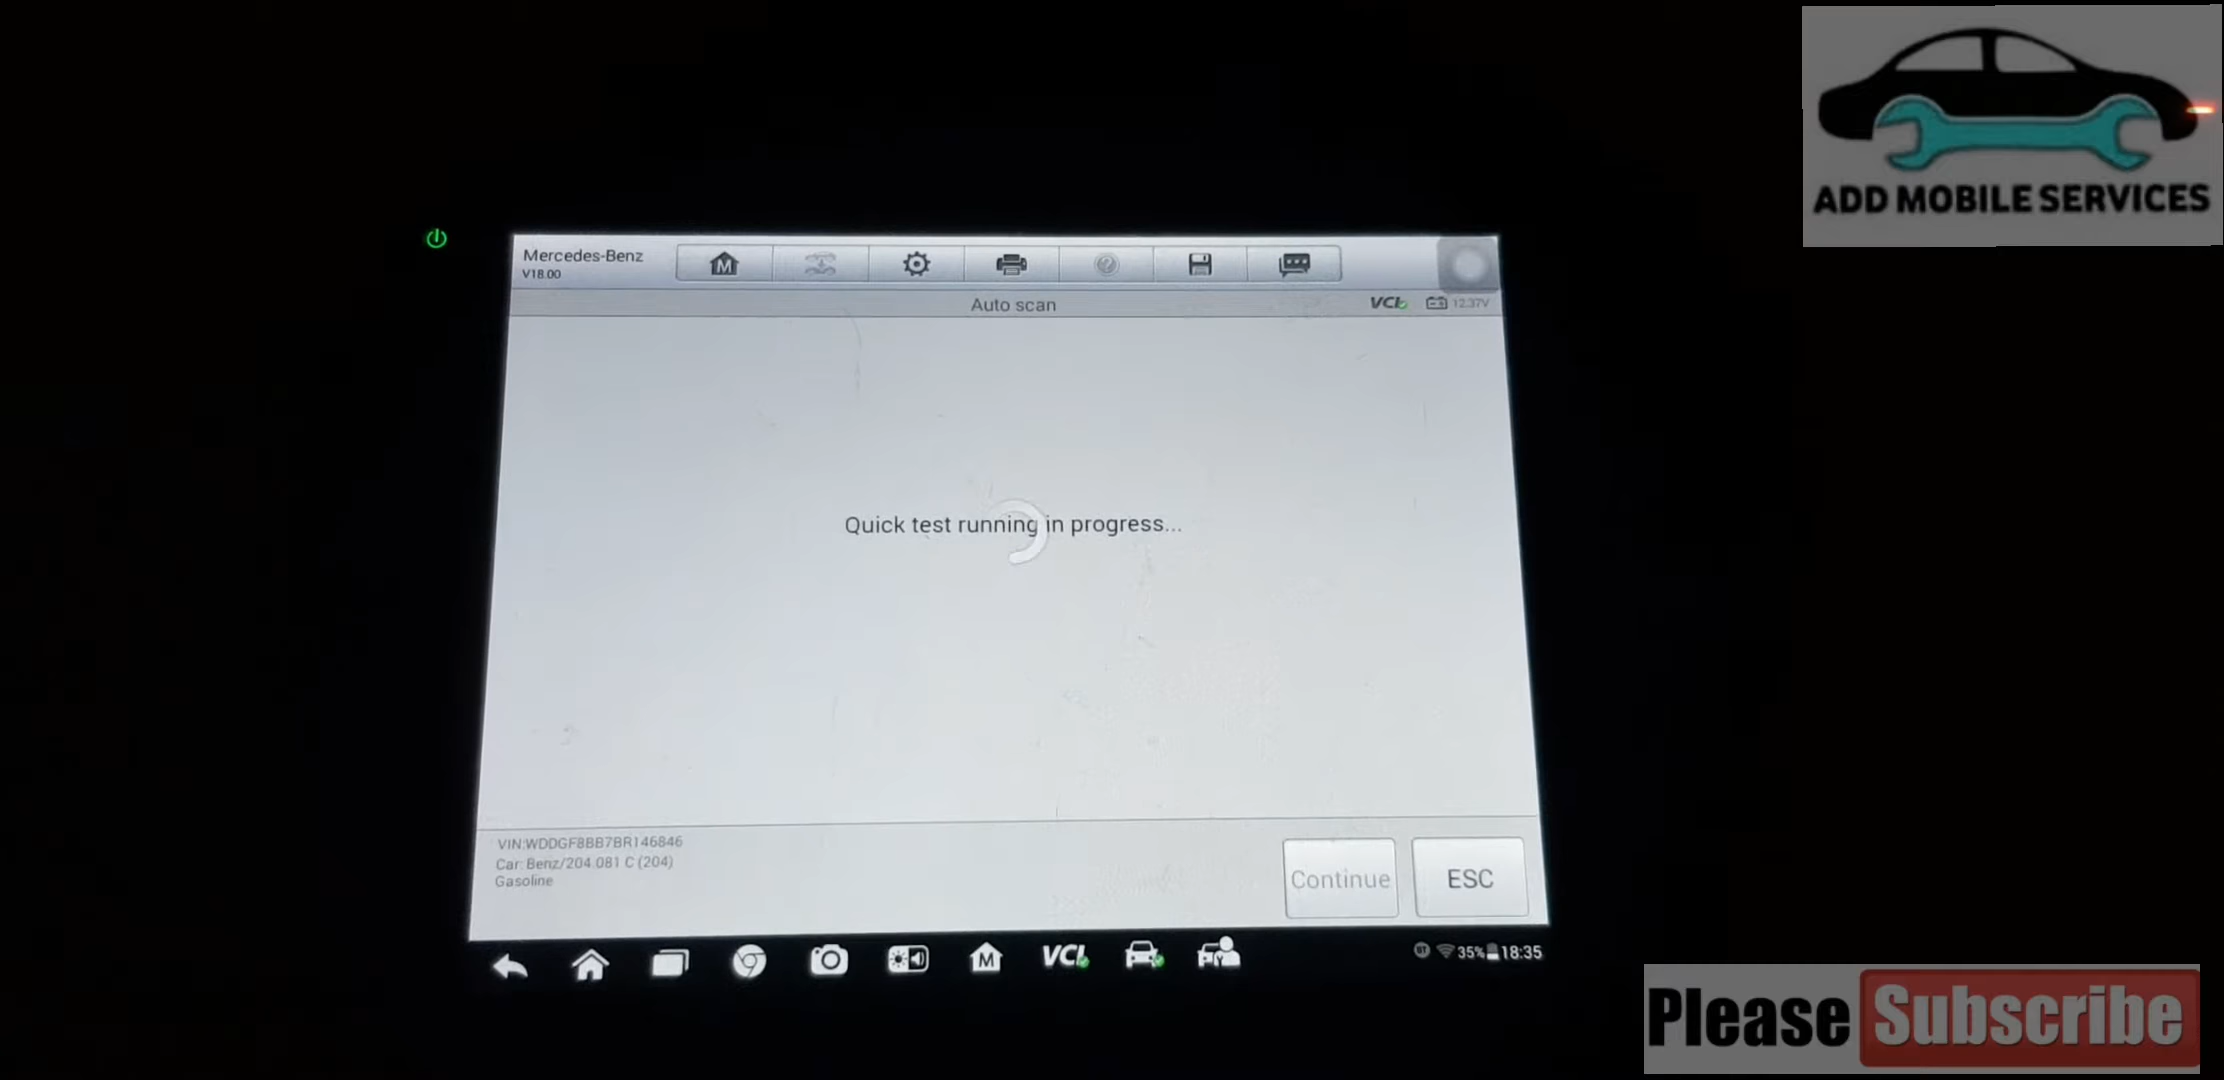 ADD MOBILE SERVICES
Mercedes-Benz
V18.00
M
Auto scan
VCI
12.37V
Quick test running in progress...
VIN:WDDGF8BB7BR146846
Car: Benz/204.081 C (204)
Gasoline
Continue
ESC
M
VCI
35%
18:35
Please Subscribe